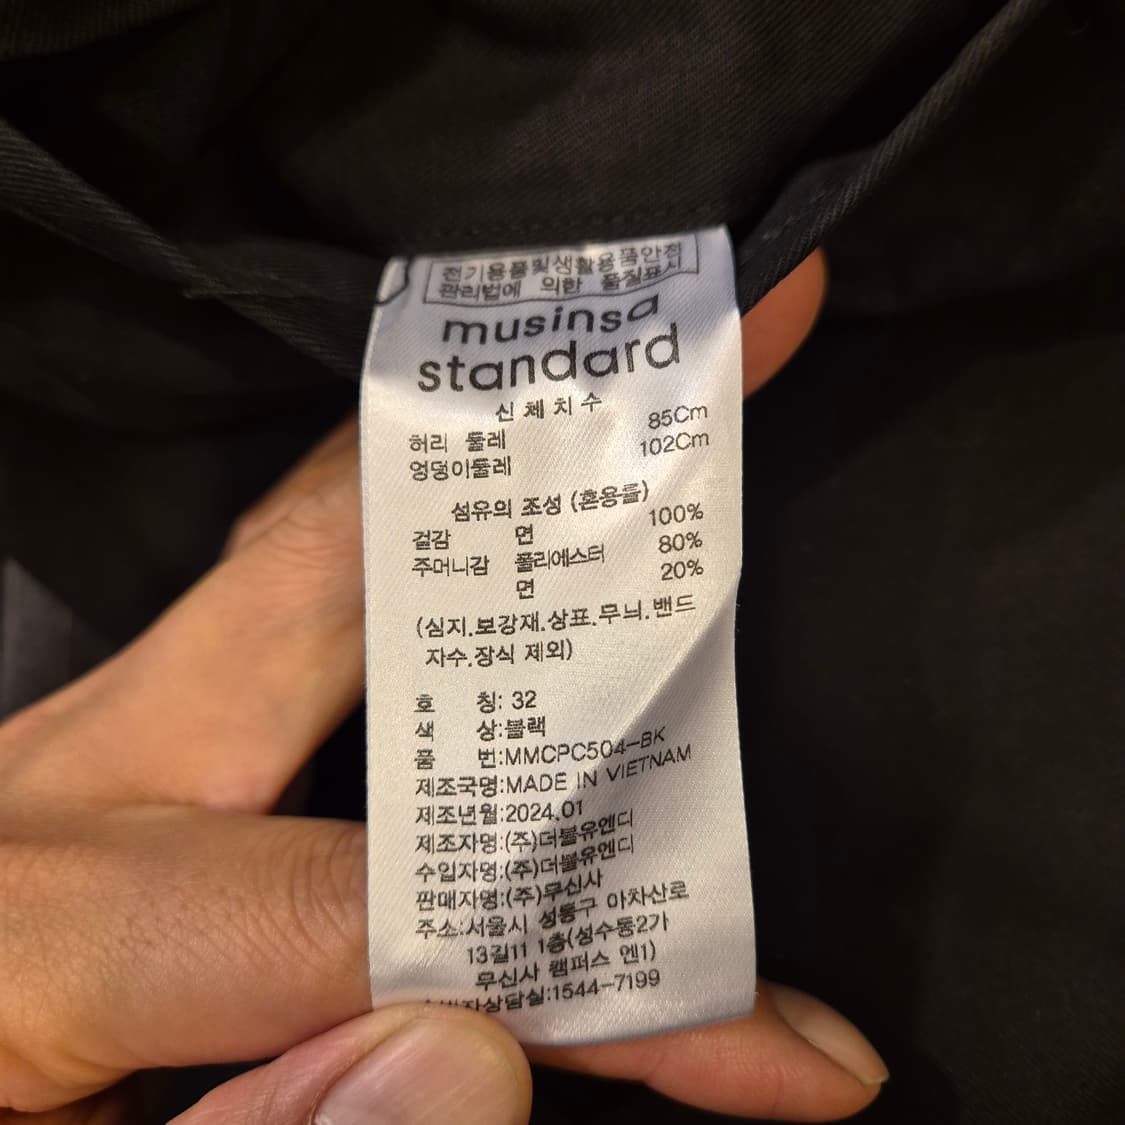 전기용품및생활용품안전
관리법에 의한 품질표시
musinsa
standard
신체치수
허리 둘레 85Cm
엉덩이둘레 102Cm
섬유의 조성 (혼용률)
겉감 면 100%
주머니감 폴리에스터 80%
면 20%
(심지.보강재.상표.무늬.밴드
자수.장식 제외)
호 칭: 32
색 상:블랙
품 번:MMCPC504-BK
제조국명:MADE IN VIETNAM
제조년월:2024.01
제조자명:(주)더블유엔디
수입자명:(주)더블유엔디
판매자명:(주)무신사
주소:서울시 성동구 아차산로
13길11 1층(성수동2가
무신사 캠퍼스 엔1)
상담실:1544-7199